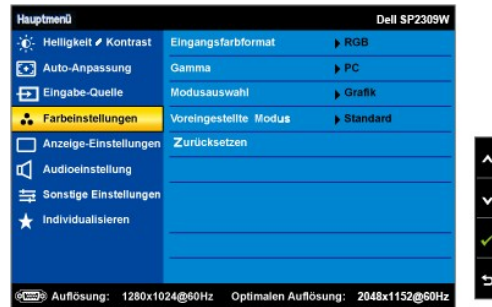 Hauptmenü Dell SP2309W
Helligkeit Kontrast Eingangsfarbformat RGB
Auto-Anpassung Gamma PC
Eingabe-Quelle Modusauswahl Grafik
Farbeinstellungen Voreingestellte Modus Standard
Anzeige-Einstellungen Zurücksetzen
Audioeinstellung
Sonstige Einstellungen
Individualisieren
Auflösung: 1280x1024@60Hz Optimalen Auflösung: 2048x1152@60Hz